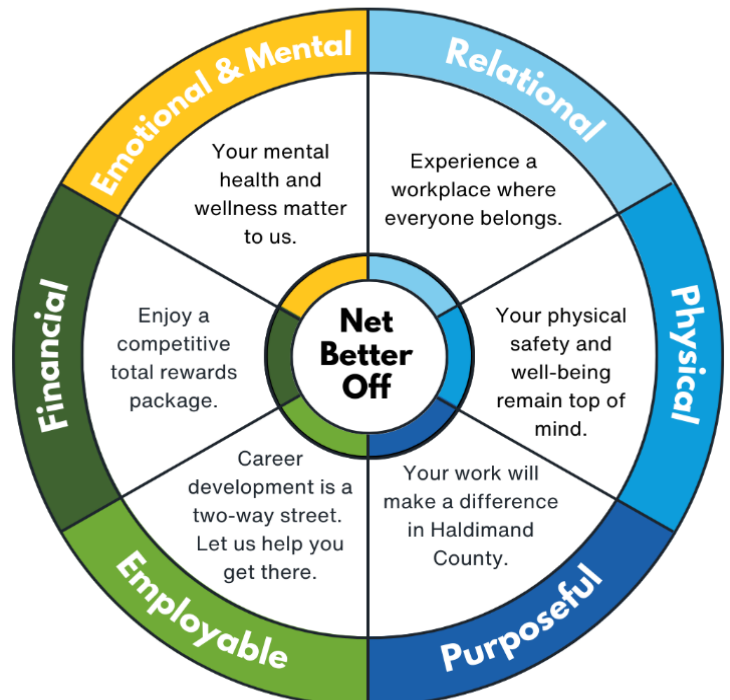 Emotional & Mental
Your mental
health and
wellness matter
to us.
Relational
Experience a
workplace where
everyone belongs.
Physical
Your physical
safety and
well-being
remain top of
mind.
Purposeful
Your work will
make a difference
in Haldimand
County.
Employable
Career
development is a
two-way street.
Let us help you
get there.
Financial
Enjoy a
competitive
total rewards
package.
Net
Better
Off